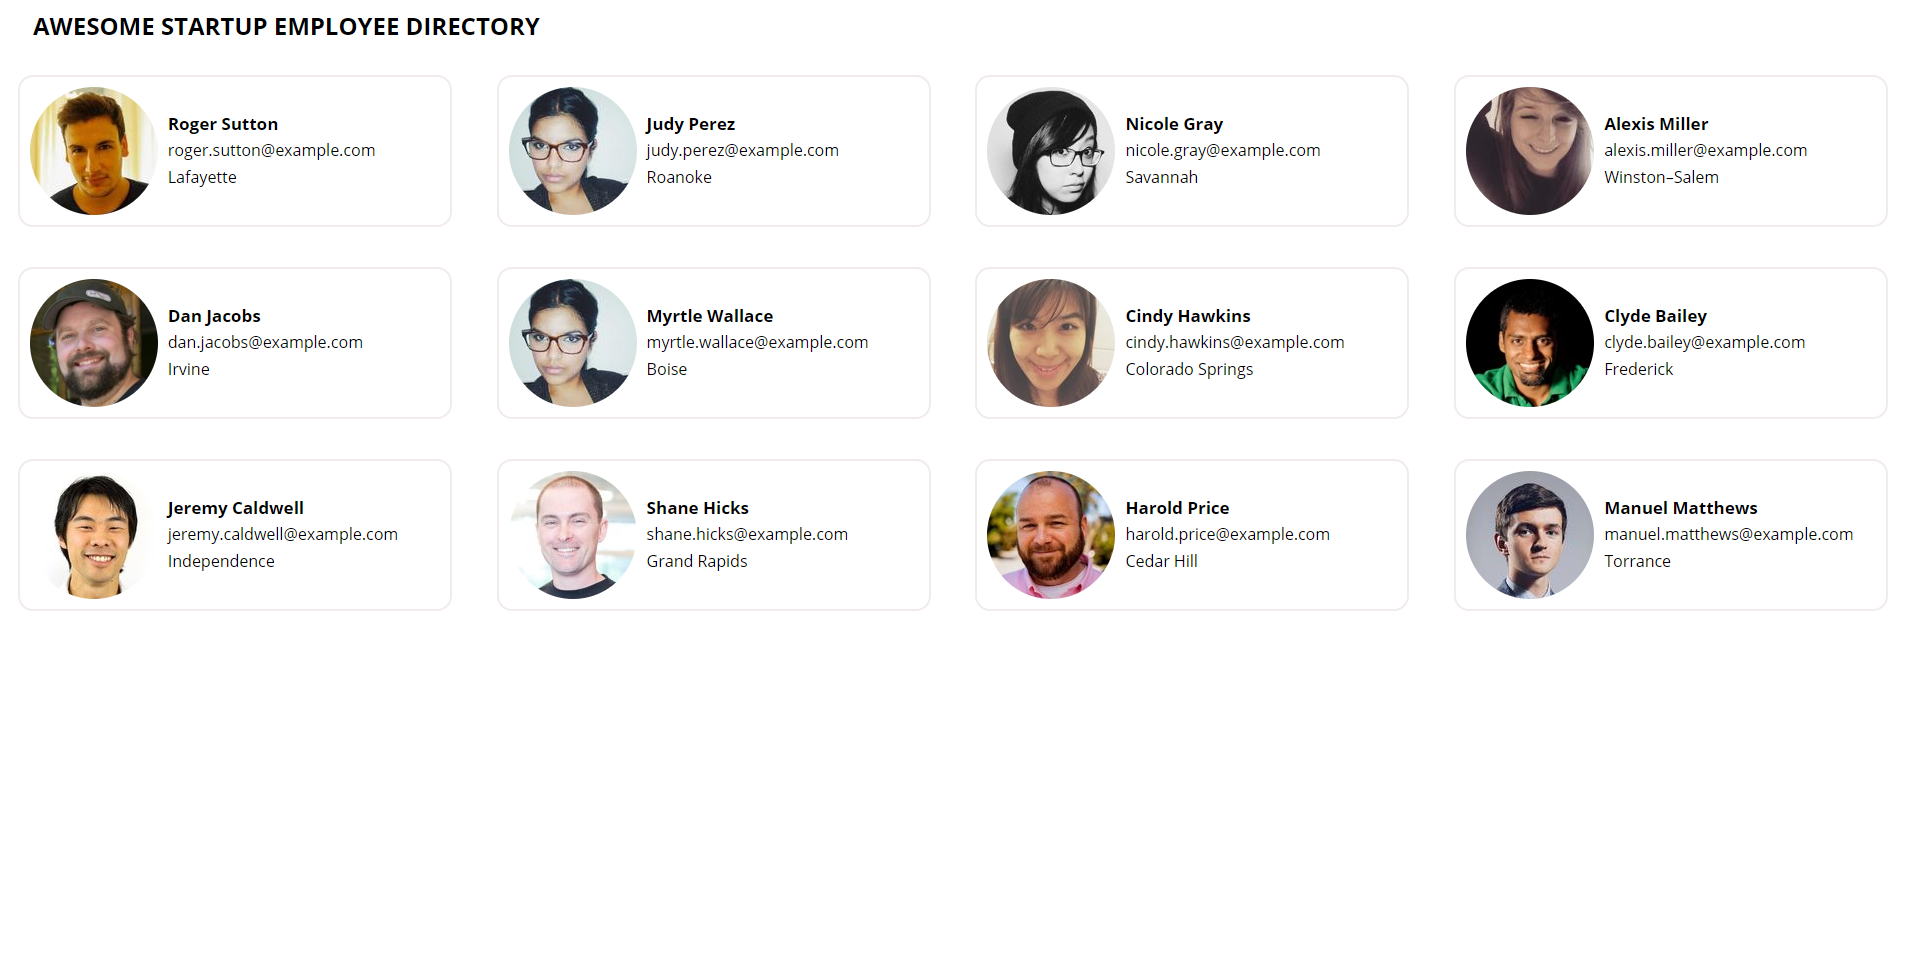 AWESOME STARTUP EMPLOYEE DIRECTORY
Roger Sutton
roger.sutton@example.com
Lafayette
Judy Perez
judy.perez@example.com
Roanoke
Nicole Gray
nicole.gray@example.com
Savannah
Alexis Miller
alexis.miller@example.com
Winston–Salem
Dan Jacobs
dan.jacobs@example.com
Irvine
Myrtle Wallace
myrtle.wallace@example.com
Boise
Cindy Hawkins
cindy.hawkins@example.com
Colorado Springs
Clyde Bailey
clyde.bailey@example.com
Frederick
Jeremy Caldwell
jeremy.caldwell@example.com
Independence
Shane Hicks
shane.hicks@example.com
Grand Rapids
Harold Price
harold.price@example.com
Cedar Hill
Manuel Matthews
manuel.matthews@example.com
Torrance